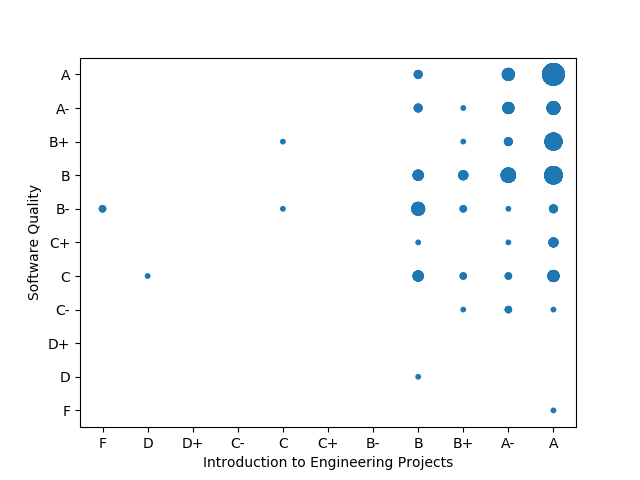 Software Quality
A
A-
B+
B
B-
C+
C
C-
D+
D
F
F D D+ C- C C+ B- B B+ A- A
Introduction to Engineering Projects